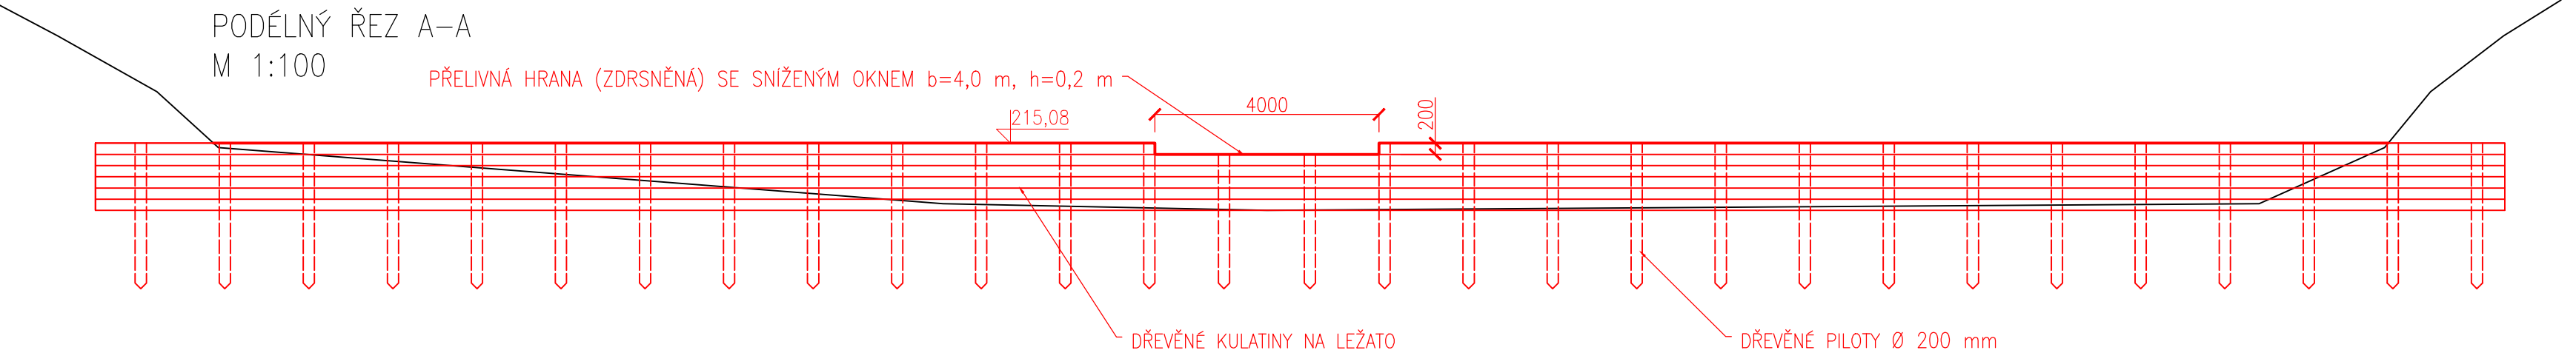 PODÉLNÝ ŘEZ A–A
M 1:100
PŘELIVNÁ HRANA (ZDRSNĚNÁ) SE SNÍŽENÝM OKNEM b=4,0 m, h=0,2 m
4000
200
215,08
DŘEVĚNÉ KULATINY NA LEŽATO
DŘEVĚNÉ PILOTY Ø 200 mm